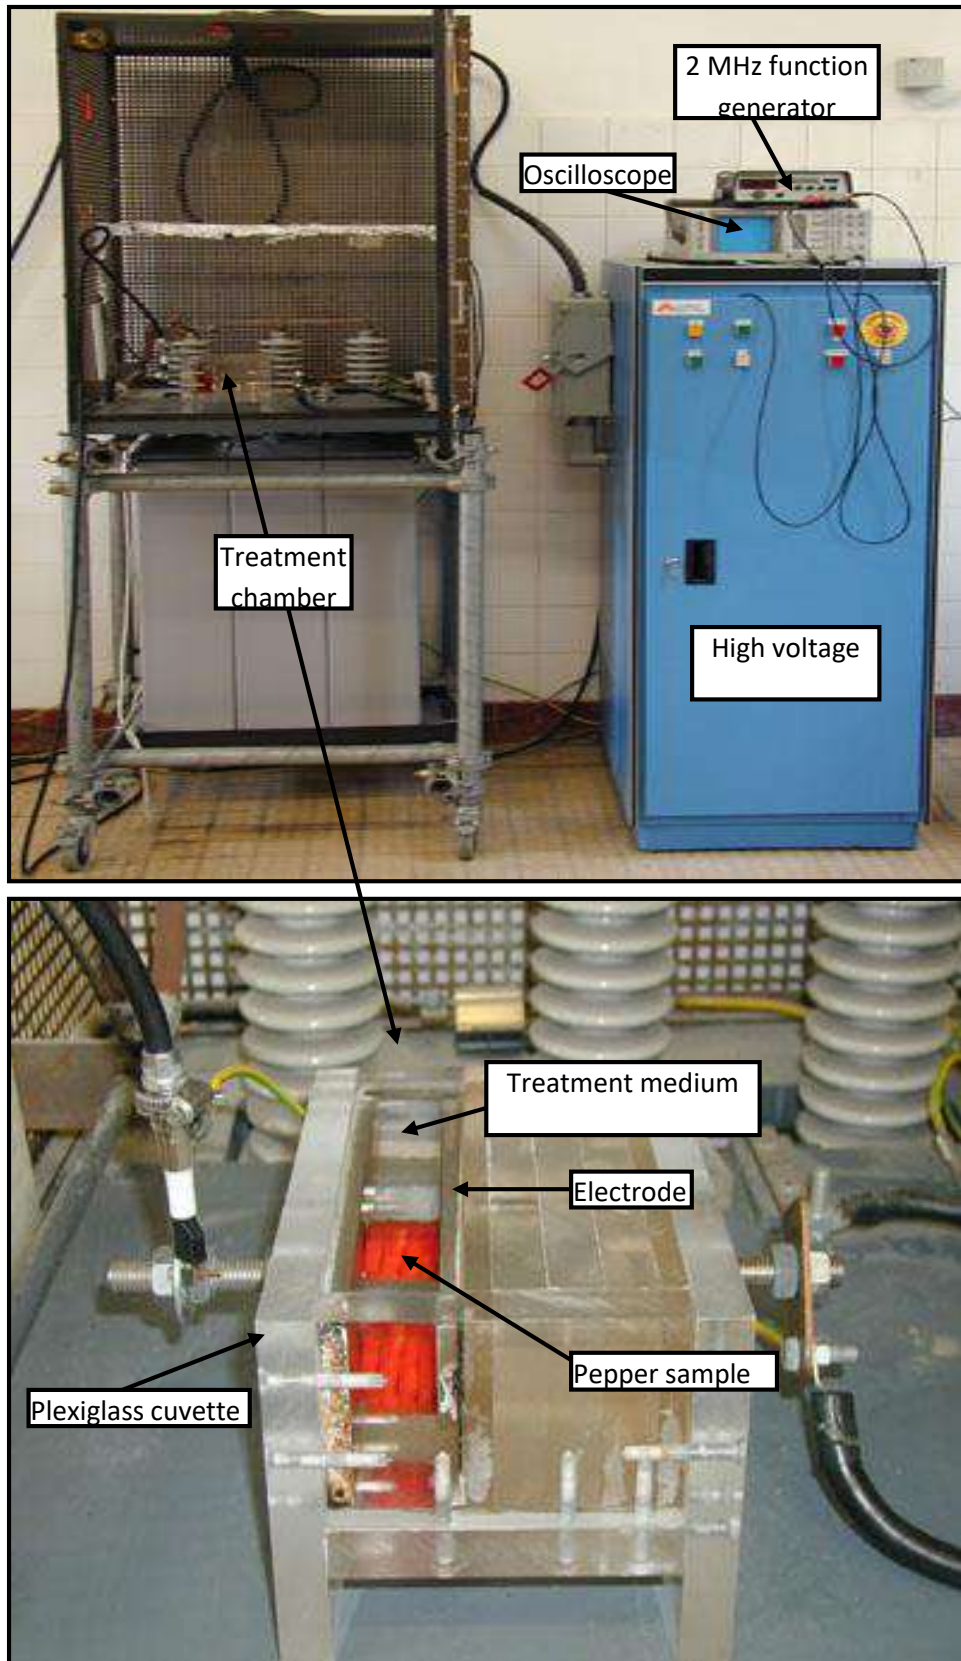 2 MHz function
generator
Oscilloscope
Treatment
chamber
High voltage
Treatment medium
Electrode
Pepper sample
Plexiglass cuvette